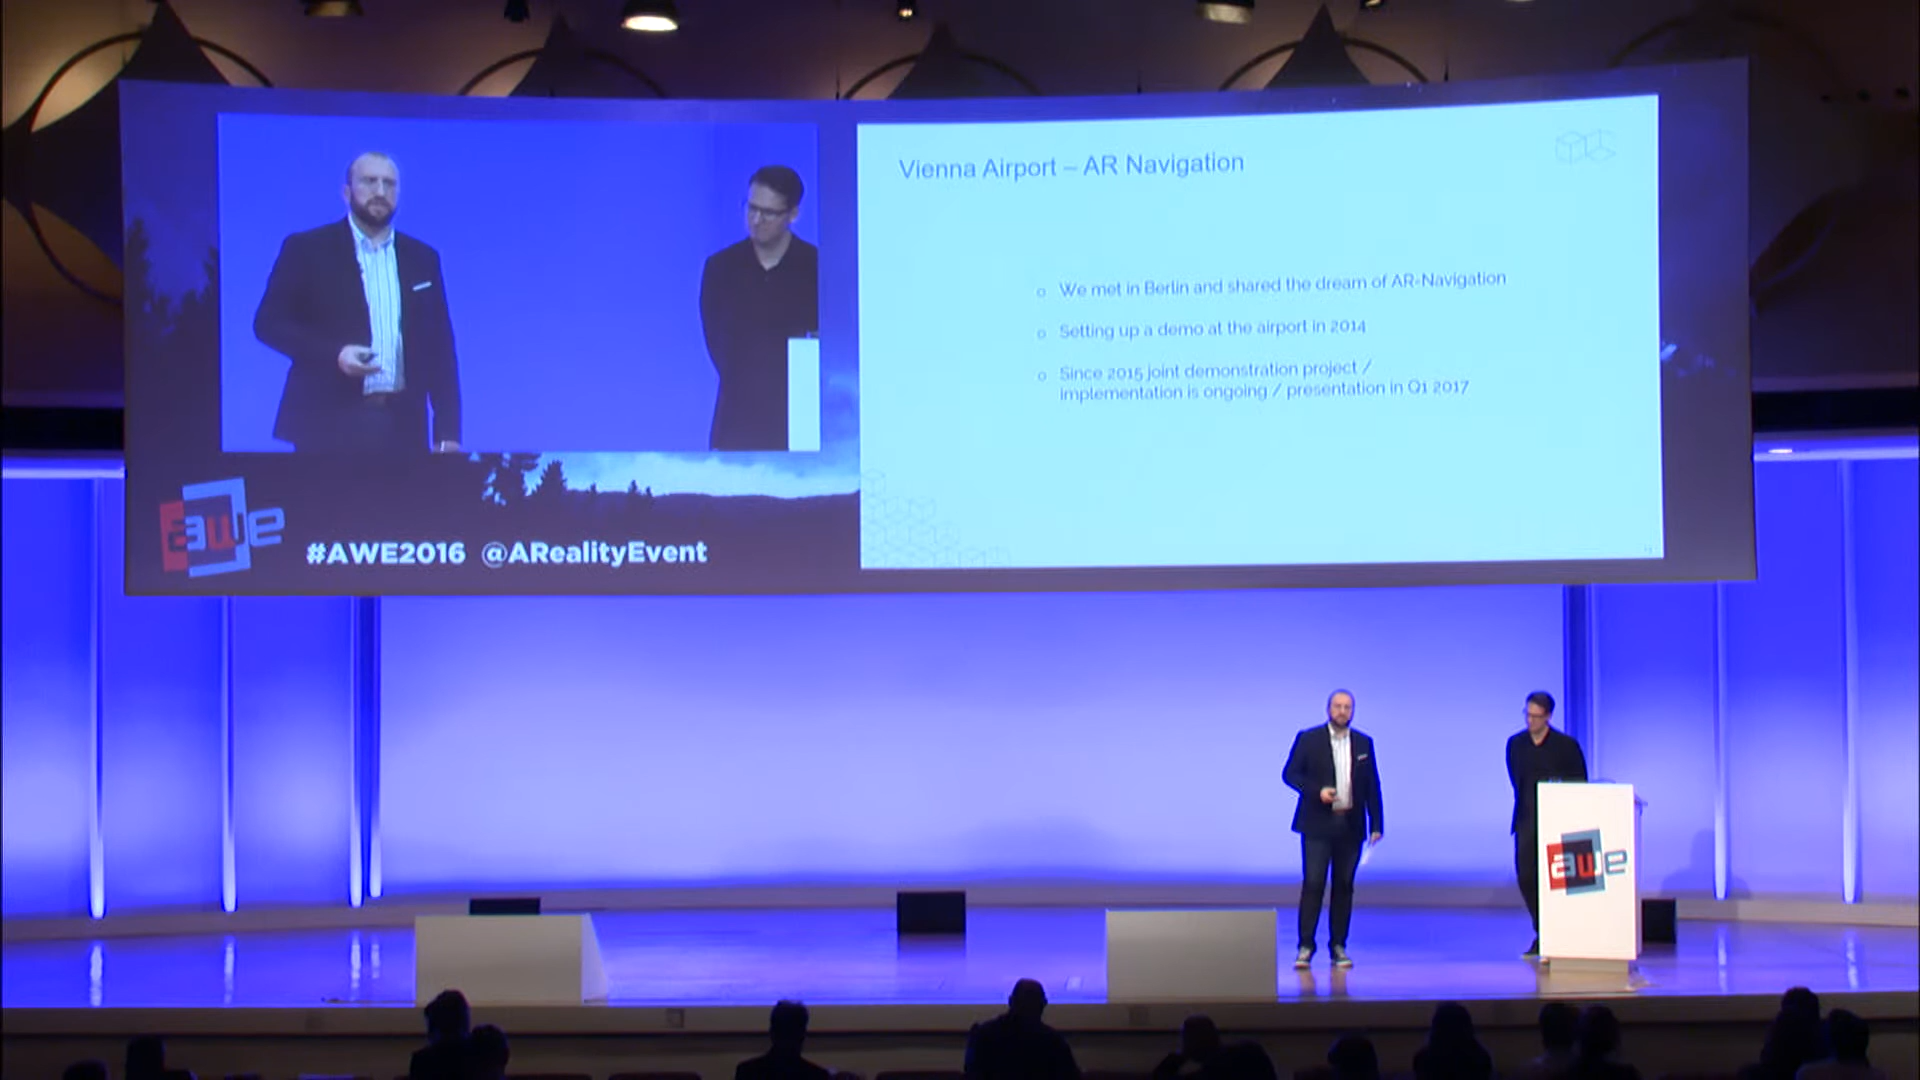 Vienna Airport – AR Navigation
○ We met in Berlin and shared the dream of AR-Navigation
○ Setting up a demo at the airport in 2014
○ Since 2015 joint demonstration project /
implementation is ongoing / presentation in Q1 2017
awe
#AWE2016 @ARealityEvent
awe